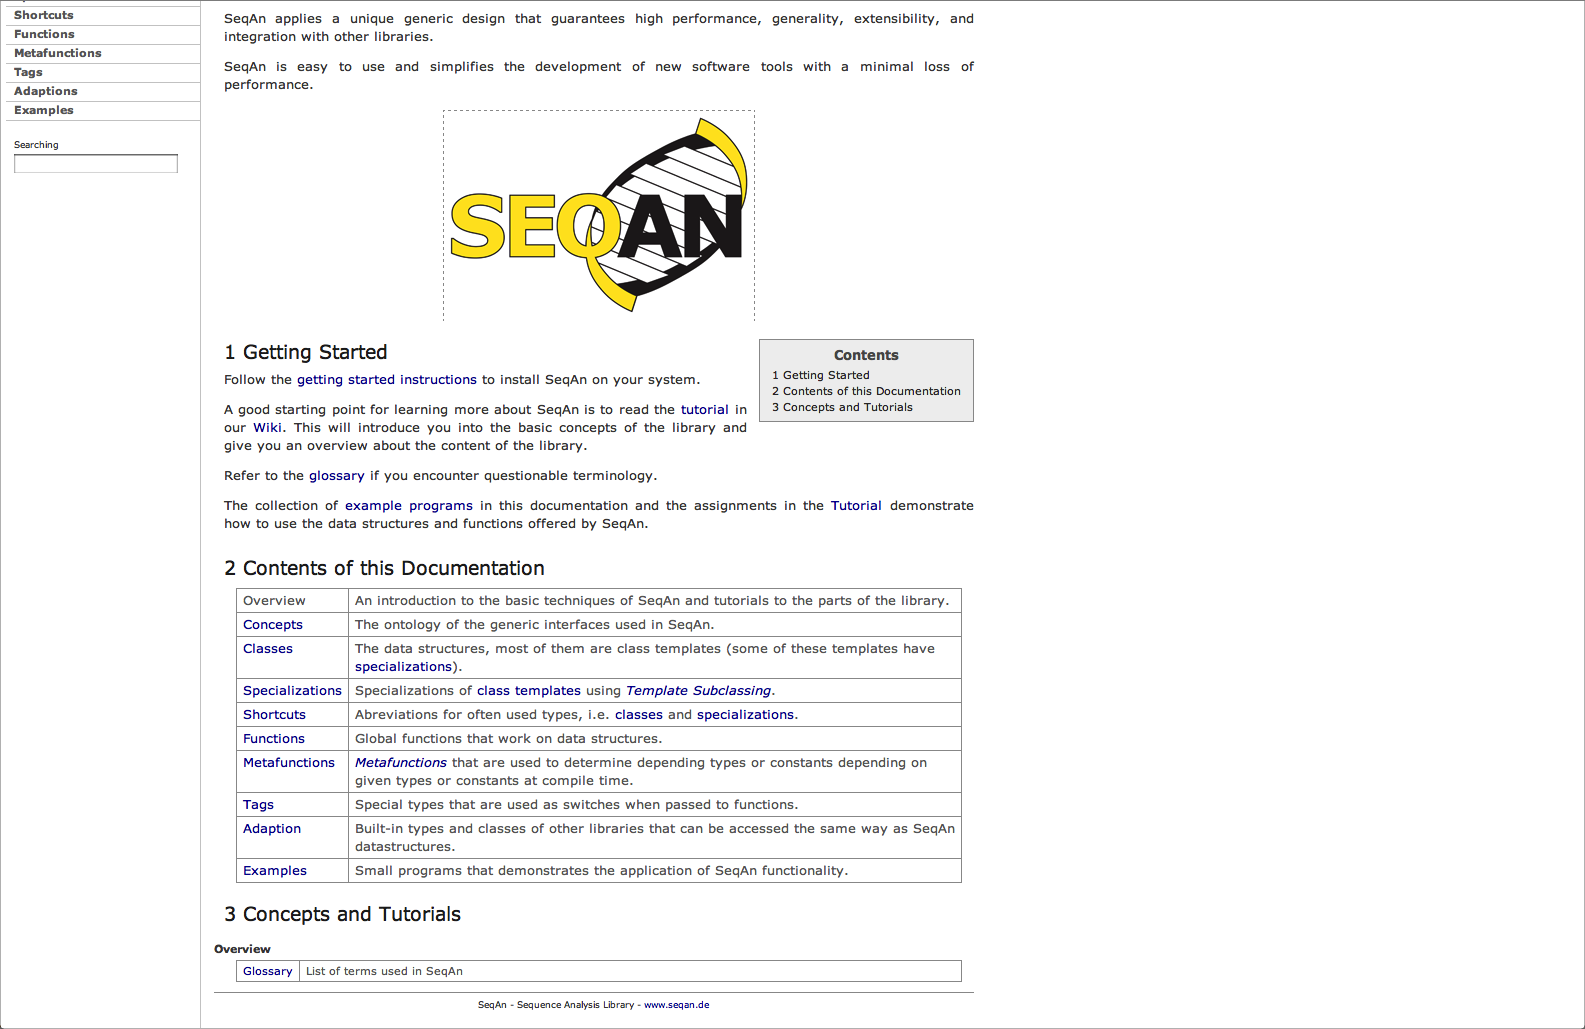 Shortcuts
Functions
Metafunctions
Tags
Adaptions
Examples
Searching
SeqAn applies a unique generic design that guarantees high performance, generality, extensibility, and
integration with other libraries.
SeqAn is easy to use and simplifies the development of new software tools with a minimal loss of
performance.
SEQAN
1 Getting Started
Follow the getting started instructions to install SeqAn on your system.
A good starting point for learning more about SeqAn is to read the tutorial in
our Wiki. This will introduce you into the basic concepts of the library and
give you an overview about the content of the library.
Refer to the glossary if you encounter questionable terminology.
The collection of example programs in this documentation and the assignments in the Tutorial demonstrate
how to use the data structures and functions offered by SeqAn.
Contents
1 Getting Started
2 Contents of this Documentation
3 Concepts and Tutorials
2 Contents of this Documentation
Overview An introduction to the basic techniques of SeqAn and tutorials to the parts of the library.
Concepts The ontology of the generic interfaces used in SeqAn.
Classes The data structures, most of them are class templates (some of these templates have
specializations).
Specializations Specializations of class templates using Template Subclassing.
Shortcuts Abreviations for often used types, i.e. classes and specializations.
Functions Global functions that work on data structures.
Metafunctions Metafunctions that are used to determine depending types or constants depending on
given types or constants at compile time.
Tags Special types that are used as switches when passed to functions.
Adaption Built-in types and classes of other libraries that can be accessed the same way as SeqAn
datastructures.
Examples Small programs that demonstrates the application of SeqAn functionality.
3 Concepts and Tutorials
Overview
Glossary List of terms used in SeqAn
SeqAn - Sequence Analysis Library - www.seqan.de